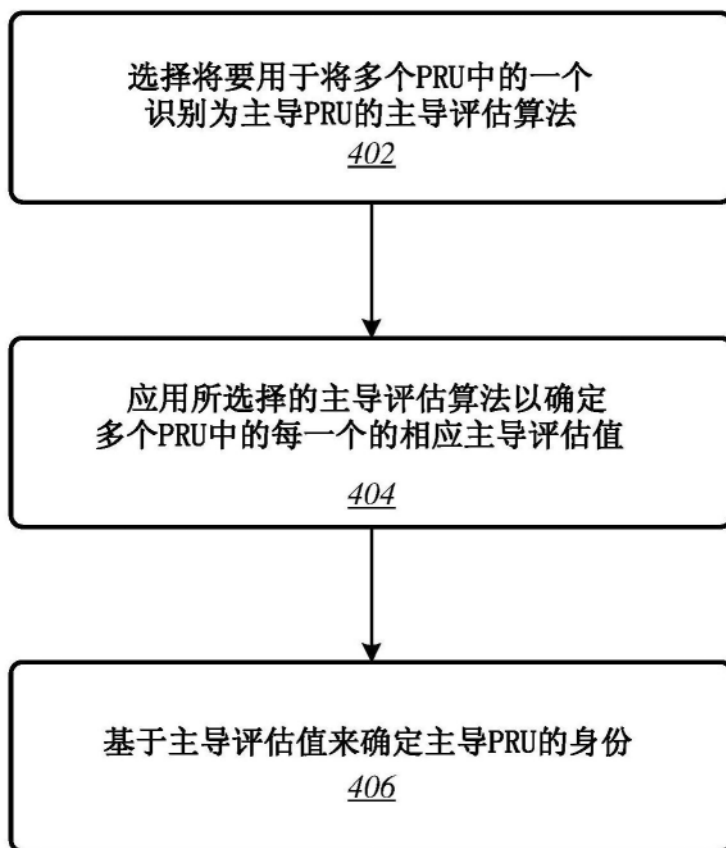 选择将要用于将多个PRU中的一个
识别为主导PRU的主导评估算法
402
应用所选择的主导评估算法以确定
多个PRU中的每一个的相应主导评估值
404
基于主导评估值来确定主导PRU的身份
406